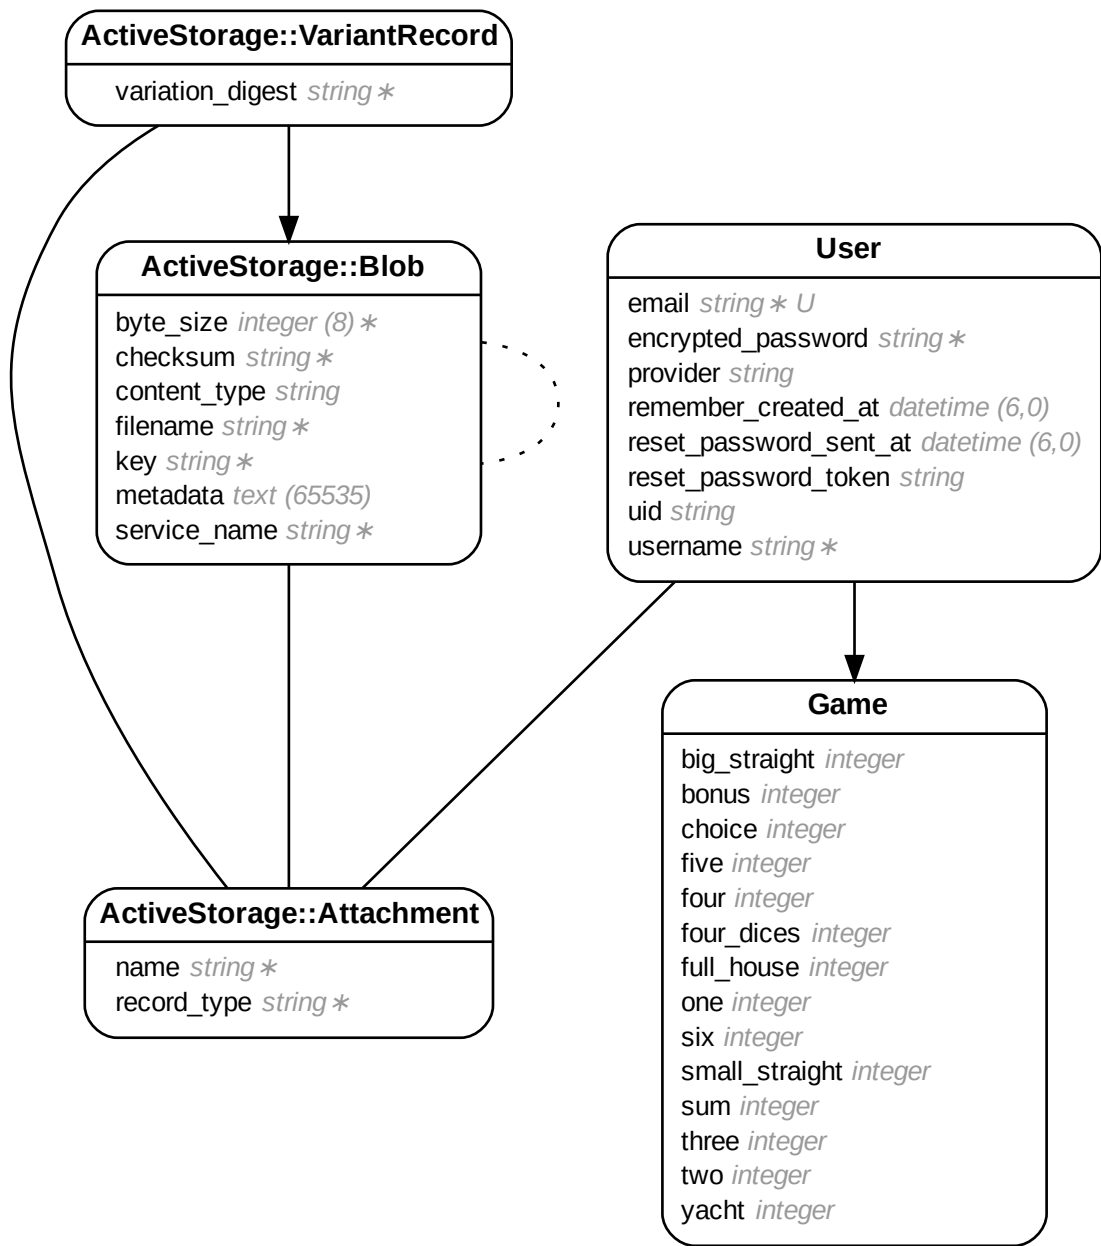 ActiveStorage::VariantRecord
variation_digest string ∗
ActiveStorage::Blob
byte_size integer (8) ∗
checksum string ∗
content_type string
filename string ∗
key string ∗
metadata text (65535)
service_name string ∗
User
email string ∗ U
encrypted_password string ∗
provider string
remember_created_at datetime (6,0)
reset_password_sent_at datetime (6,0)
reset_password_token string
uid string
username string ∗
ActiveStorage::Attachment
name string ∗
record_type string ∗
Game
big_straight integer
bonus integer
choice integer
five integer
four integer
four_dices integer
full_house integer
one integer
six integer
small_straight integer
sum integer
three integer
two integer
yacht integer